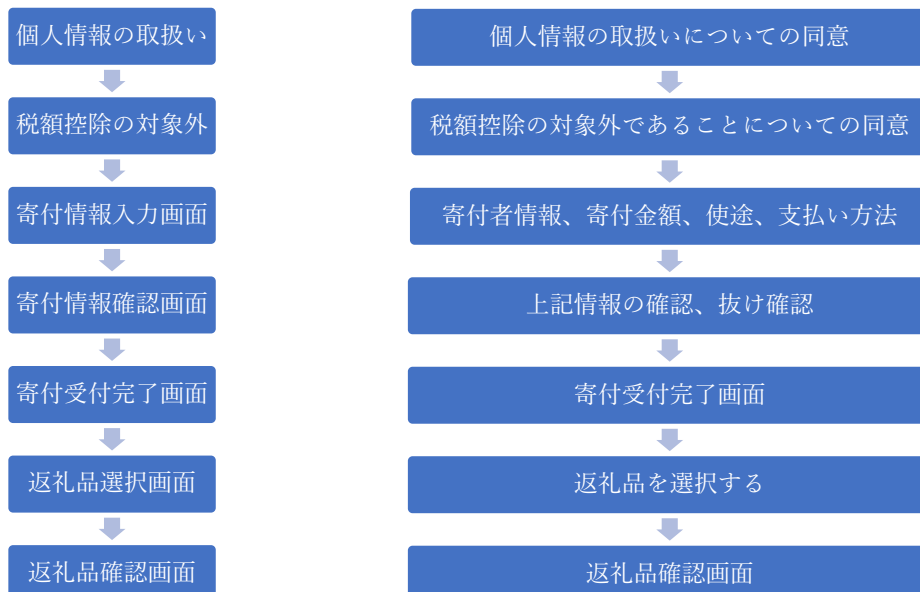 個人情報の取扱い
税額控除の対象外
寄付情報入力画面
寄付情報確認画面
寄付受付完了画面
返礼品選択画面
返礼品確認画面
個人情報の取扱いについての同意
税額控除の対象外であることについての同意
寄付者情報、寄付金額、使途、支払い方法
上記情報の確認、抜け確認
寄付受付完了画面
返礼品を選択する
返礼品確認画面